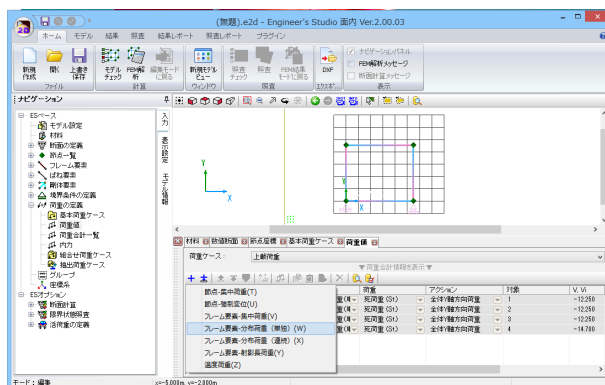 (無題).e2d - Engineer's Studio 面内 Ver.2.00.03
ホーム モデル 結果 照査 結果レポート 照査レポート プラグイン
新規作成 開く 上書き保存 モデルチェック FEM解析 編集モードに戻る 新規モデルビュー 照査チェック 照査 FEM結果モードに戻る DXF
ナビゲーションパネル
FEM解析メッセージ
断面計算メッセージ
ファイル 計算 ウィンドウ 照査 エクスポ... 表示
ナビゲーション
ESベース
モデル設定
材料
断面の定義
節点一覧
フレーム要素
ばね要素
剛体要素
境界条件の定義
荷重の定義
基本荷重ケース
荷重値
荷重合計一覧
内力
組合せ荷重ケース
抽出荷重ケース
グループ
座標系
ESオプション
断面計算
限界状態照査
活荷重の定義
入力
表示設定
モデル情報
Y
X
Y
X
材料 数値断面 節点座標 基本荷重ケース 荷重値
荷重ケース: 上載荷重
▼荷重合計情報を表示▼
荷重 アクション 対象 V, Vi
死荷重 (St) 全体Y軸方向荷重 1 -12.250
死荷重 (St) 全体Y軸方向荷重 2 -12.250
死荷重 (St) 全体Y軸方向荷重 3 -12.250
死荷重 (St) 全体Y軸方向荷重 4 -14.700
節点-集中荷重(T)
節点-強制変位(U)
フレーム要素-集中荷重(V)
フレーム要素-分布荷重（単独）(W)
フレーム要素-分布荷重（連続）(X)
フレーム要素-射影長荷重(Y)
温度荷重(Z)
モード：編集 x=-5.000m, y=-2.000m